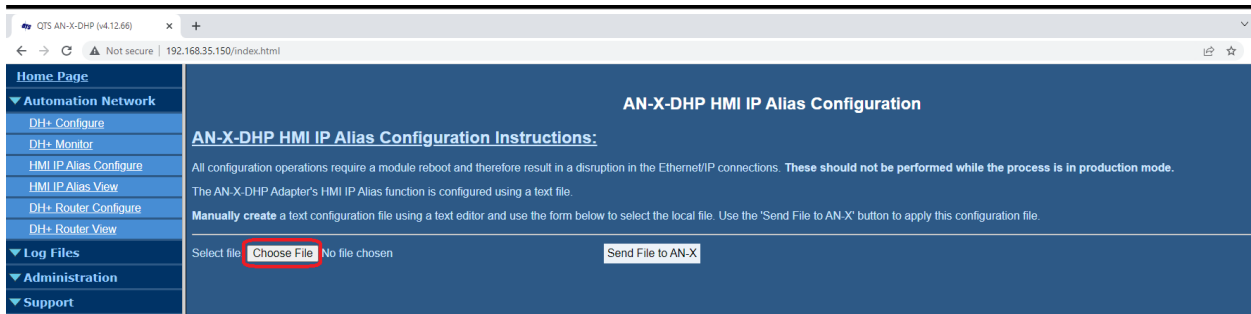 QTS AN-X-DHP (v4.12.66)
Not secure | 192.168.35.150/index.html
Home Page
Automation Network
DH+ Configure
DH+ Monitor
HMI IP Alias Configure
HMI IP Alias View
DH+ Router Configure
DH+ Router View
Log Files
Administration
Support
AN-X-DHP HMI IP Alias Configuration
AN-X-DHP HMI IP Alias Configuration Instructions:
All configuration operations require a module reboot and therefore result in a disruption in the Ethernet/IP connections. These should not be performed while the process is in production mode.
The AN-X-DHP Adapter's HMI IP Alias function is configured using a text file.
Manually create a text configuration file using a text editor and use the form below to select the local file. Use the 'Send File to AN-X' button to apply this configuration file.
Select file Choose File No file chosen Send File to AN-X